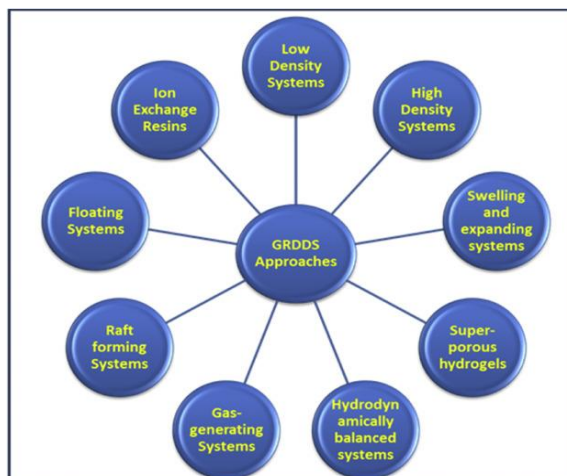 Low
Density
Systems
High
Density
Systems
Swelling
and
expanding
systems
Super-
porous
hydrogels
Hydrodyn
amically
balanced
systems
Gas-
generating
Systems
Raft
forming
Systems
Floating
Systems
Ion
Exchange
Resins
GRDDS
Approaches